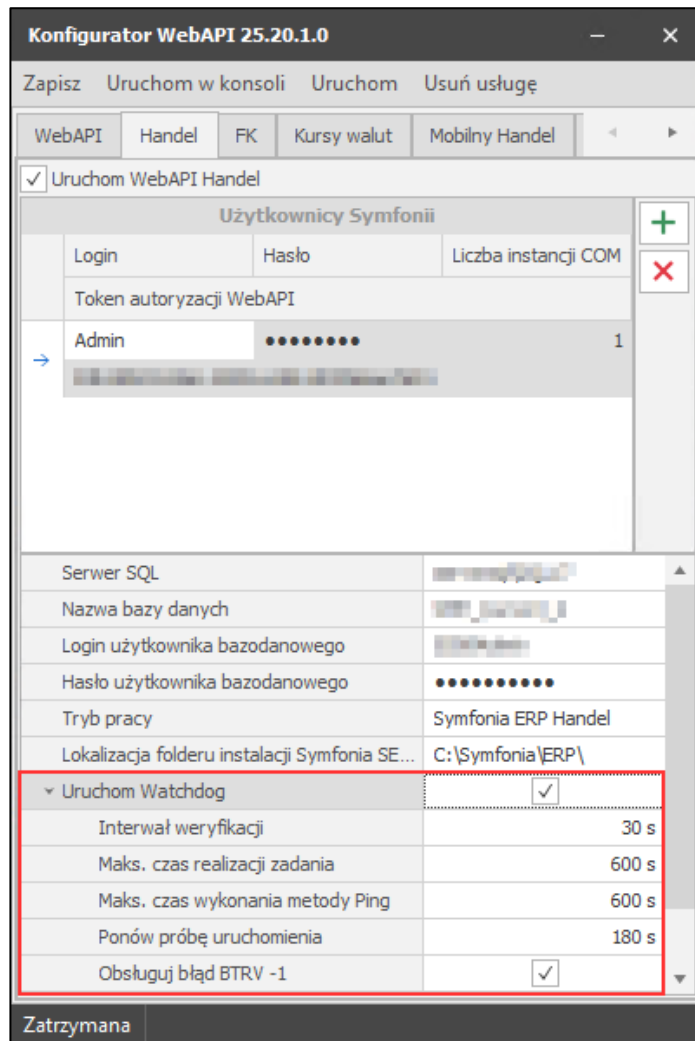 Konfigurator WebAPI 25.20.1.0
Zapisz Uruchom w konsoli Uruchom Usuń usługę
WebAPI Handel FK Kursy walut Mobilny Handel
Uruchom WebAPI Handel
Użytkownicy Symfonii
Login Hasło Liczba instancji COM
Token autoryzacji WebAPI
Admin •••••••• 1
Serwer SQL
Nazwa bazy danych
Login użytkownika bazodanowego
Hasło użytkownika bazodanowego ••••••••••
Tryb pracy Symfonia ERP Handel
Lokalizacja folderu instalacji Symfonia SE... C:\Symfonia\ERP\
Uruchom Watchdog
Interwał weryfikacji 30 s
Maks. czas realizacji zadania 600 s
Maks. czas wykonania metody Ping 600 s
Ponów próbę uruchomienia 180 s
Obsługuj błąd BTRV -1
Zatrzymana